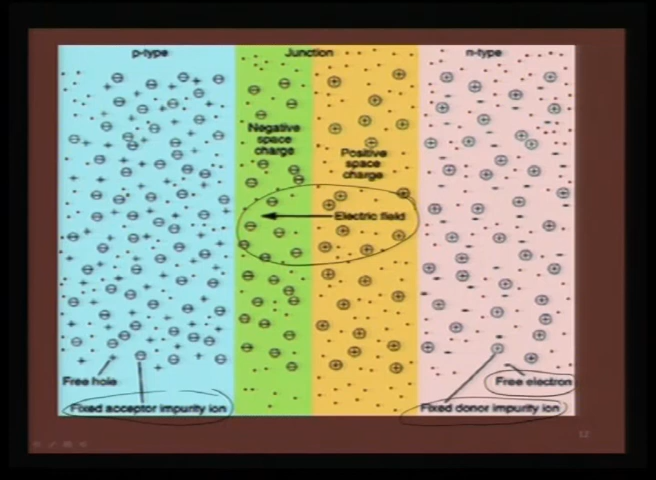 p-type
Junction
n-type
Negative
space
charge
Positive
space
charge
Electric field
Free hole
Free electron
Fixed acceptor impurity ion
Fixed donor impurity ion
12